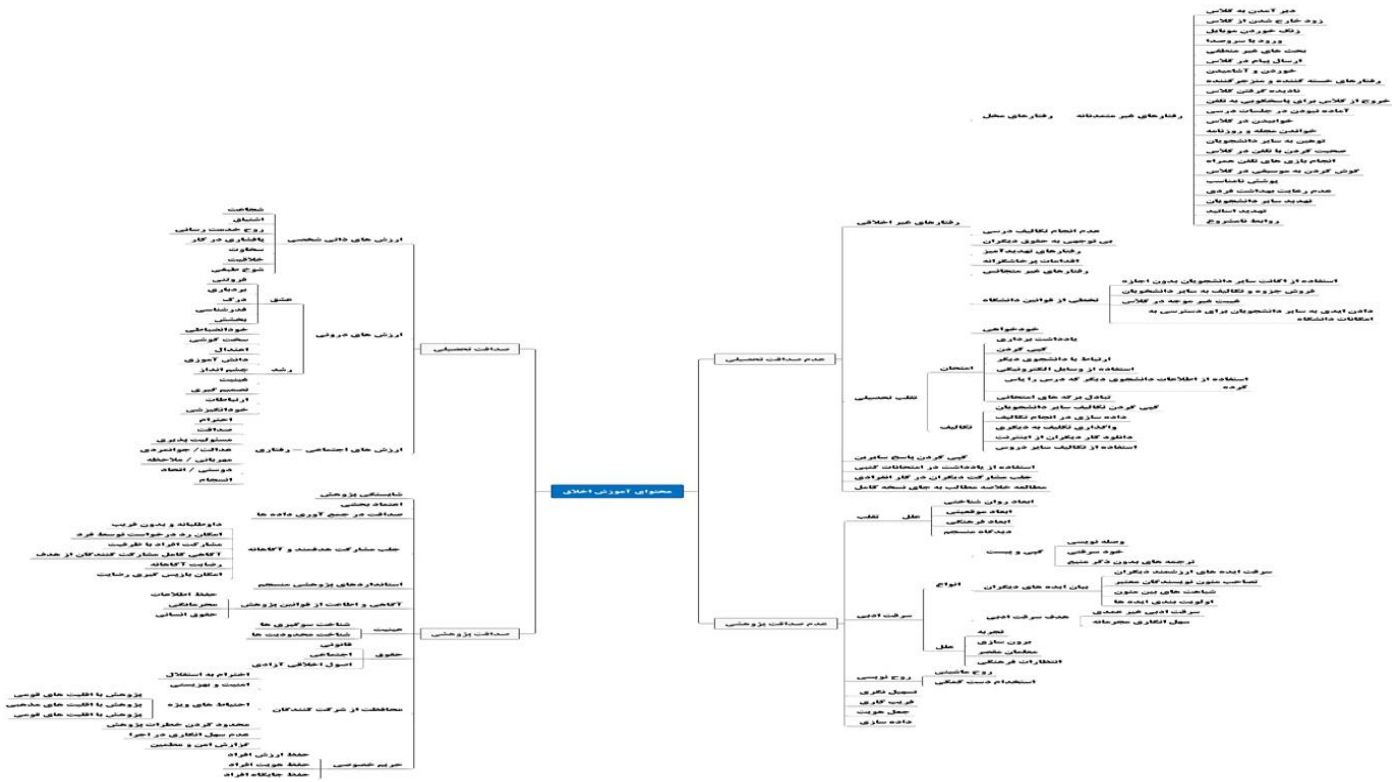 محتوای آموزش اخلاق
عدم صداقت تحصیلی
رفتارهای غیر اخلاقی
رفتارهای مخل
رفتارهای غیر متمدنانه
دیر آمدن به کلاس
زود خارج شدن از کلاس
زنگ خوردن موبایل
ورود با سروصدا
بحث های غیر منطقی
ارسال پیام در کلاس
خوردن و آشامیدن
رفتارهای خسته کننده و منزجرکننده
نادیده گرفتن کلاس
خروج از کلاس برای پاسخگویی به تلفن
آماده نبودن در جلسات درسی
خوابیدن در کلاس
خواندن مجله و روزنامه
توهین به سایر دانشجویان
صحبت کردن با تلفن در کلاس
انجام بازی های تلفن همراه
گوش کردن به موسیقی در کلاس
پوشش نامناسب
عدم رعایت بهداشت فردی
تهدید سایر دانشجویان
تهدید اساتید
روابط نامشروع
عدم انجام تکالیف درسی
بی توجهی به حقوق دیگران
رفتارهای تهدیدآمیز
اقدامات پرخاشگرانه
رفتارهای غیر متجانس
تخطی از قوانین دانشگاه
استفاده از اکانت سایر دانشجویان بدون اجازه
فروش جزوه و تکالیف به سایر دانشجویان
غیبت غیر موجه در کلاس
دادن ایدی به سایر دانشجویان برای دسترسی به
امکانات دانشگاه
خودخواهی
تقلب تحصیلی
امتحان
یادداشت برداری
کپی کردن
ارتباط با دانشجوی دیگر
استفاده از وسایل الکترونیکی
استفاده از اطلاعات دانشجوی دیگر که درس را پاس
کرده
تبادل برگه های امتحانی
تکالیف
کپی کردن تکالیف سایر دانشجویان
داده سازی در انجام تکالیف
واگذاری تکلیف به دیگری
دانلود کار دیگران از اینترنت
استفاده از تکالیف سایر دروس
کپی کردن پاسخ سایرین
استفاده از یادداشت در امتحانات کتبی
جلب مشارکت دیگران در کار انفرادی
مطالعه خلاصه مطالب به جای نسخه کامل
عدم صداقت پژوهشی
تقلب
علل
ابعاد روان شناختی
ابعاد موقعیتی
ابعاد فرهنگی
دیدگاه منسجم
سرقت ادبی
انواع
کپی و پیست
وصله نویسی
خود سرقتی
ترجمه های بدون ذکر منبع
بیان ایده های دیگران
سرقت ایده های ارزشمند دیگران
تصاحب متون نویسندگان معتبر
شباهت های بین متون
اولویت بندی ایده ها
هدف سرقت ادبی
سرقت ادبی غیر عمدی
سهل انگاری مجرمانه
علل
تجربه
برون سازی
معلمان مقصر
انتظارات فرهنگی
روح نویسی
روح ماشینی
استخدام دست کمکی
تسهیل نگری
فریب کاری
جعل هویت
داده سازی
صداقت تحصیلی
ارزش های ذاتی شخصی
شجاعت
اشتیاق
روح خدمت رسانی
پافشاری در کار
سخاوت
خلاقیت
شوخ طبعی
ارزش های درونی
عشق
فروتنی
بردباری
درک
قدرشناسی
بخشش
رشد
خودانضباطی
سخت کوشی
اعتدال
دانش آموزی
چشم انداز
عینیت
تصمیم گیری
ارتباطات
خودانگیزشی
ارزش های اجتماعی – رفتاری
احترام
صداقت
مسئولیت پذیری
عدالت/ جوانمردی
مهربانی / ملاحظه
دوستی / اتحاد
انسجام
صداقت پژوهشی
شایستگی پژوهش
اعتماد بخشی
صداقت در جمع آوری داده ها
جلب مشارکت هدفمند و آگاهانه
داوطلبانه و بدون فریب
امکان رد درخواست توسط فرد
مشارکت افراد با ظرفیت
آگاهی کامل مشارکت کنندگان از هدف
رضایت آگاهانه
امکان بازپس گیری رضایت
استانداردهای پژوهشی منسجم
آگاهی و اطاعت از قوانین پژوهش
حفظ اطلاعات
محرمانگی
حقوق انسانی
عینیت
شناخت سوگیری ها
شناخت محدودیت ها
حقوق
قانونی
اجتماعی
اصول اخلاقی آزادی
محافظت از شرکت کنندگان
احترام به استقلال
امنیت و بهزیستی
احتیاط های ویژه
پژوهش با اقلیت های قومی
پژوهش با اقلیت های مذهبی
پژوهش با اقلیت های قومی
محدود کردن خطرات پژوهش
عدم سهل انگاری در اجرا
گزارش امن و مطمئن
حریم خصوصی
حفظ ارزش افراد
حفظ هویت افراد
حفظ جایگاه افراد